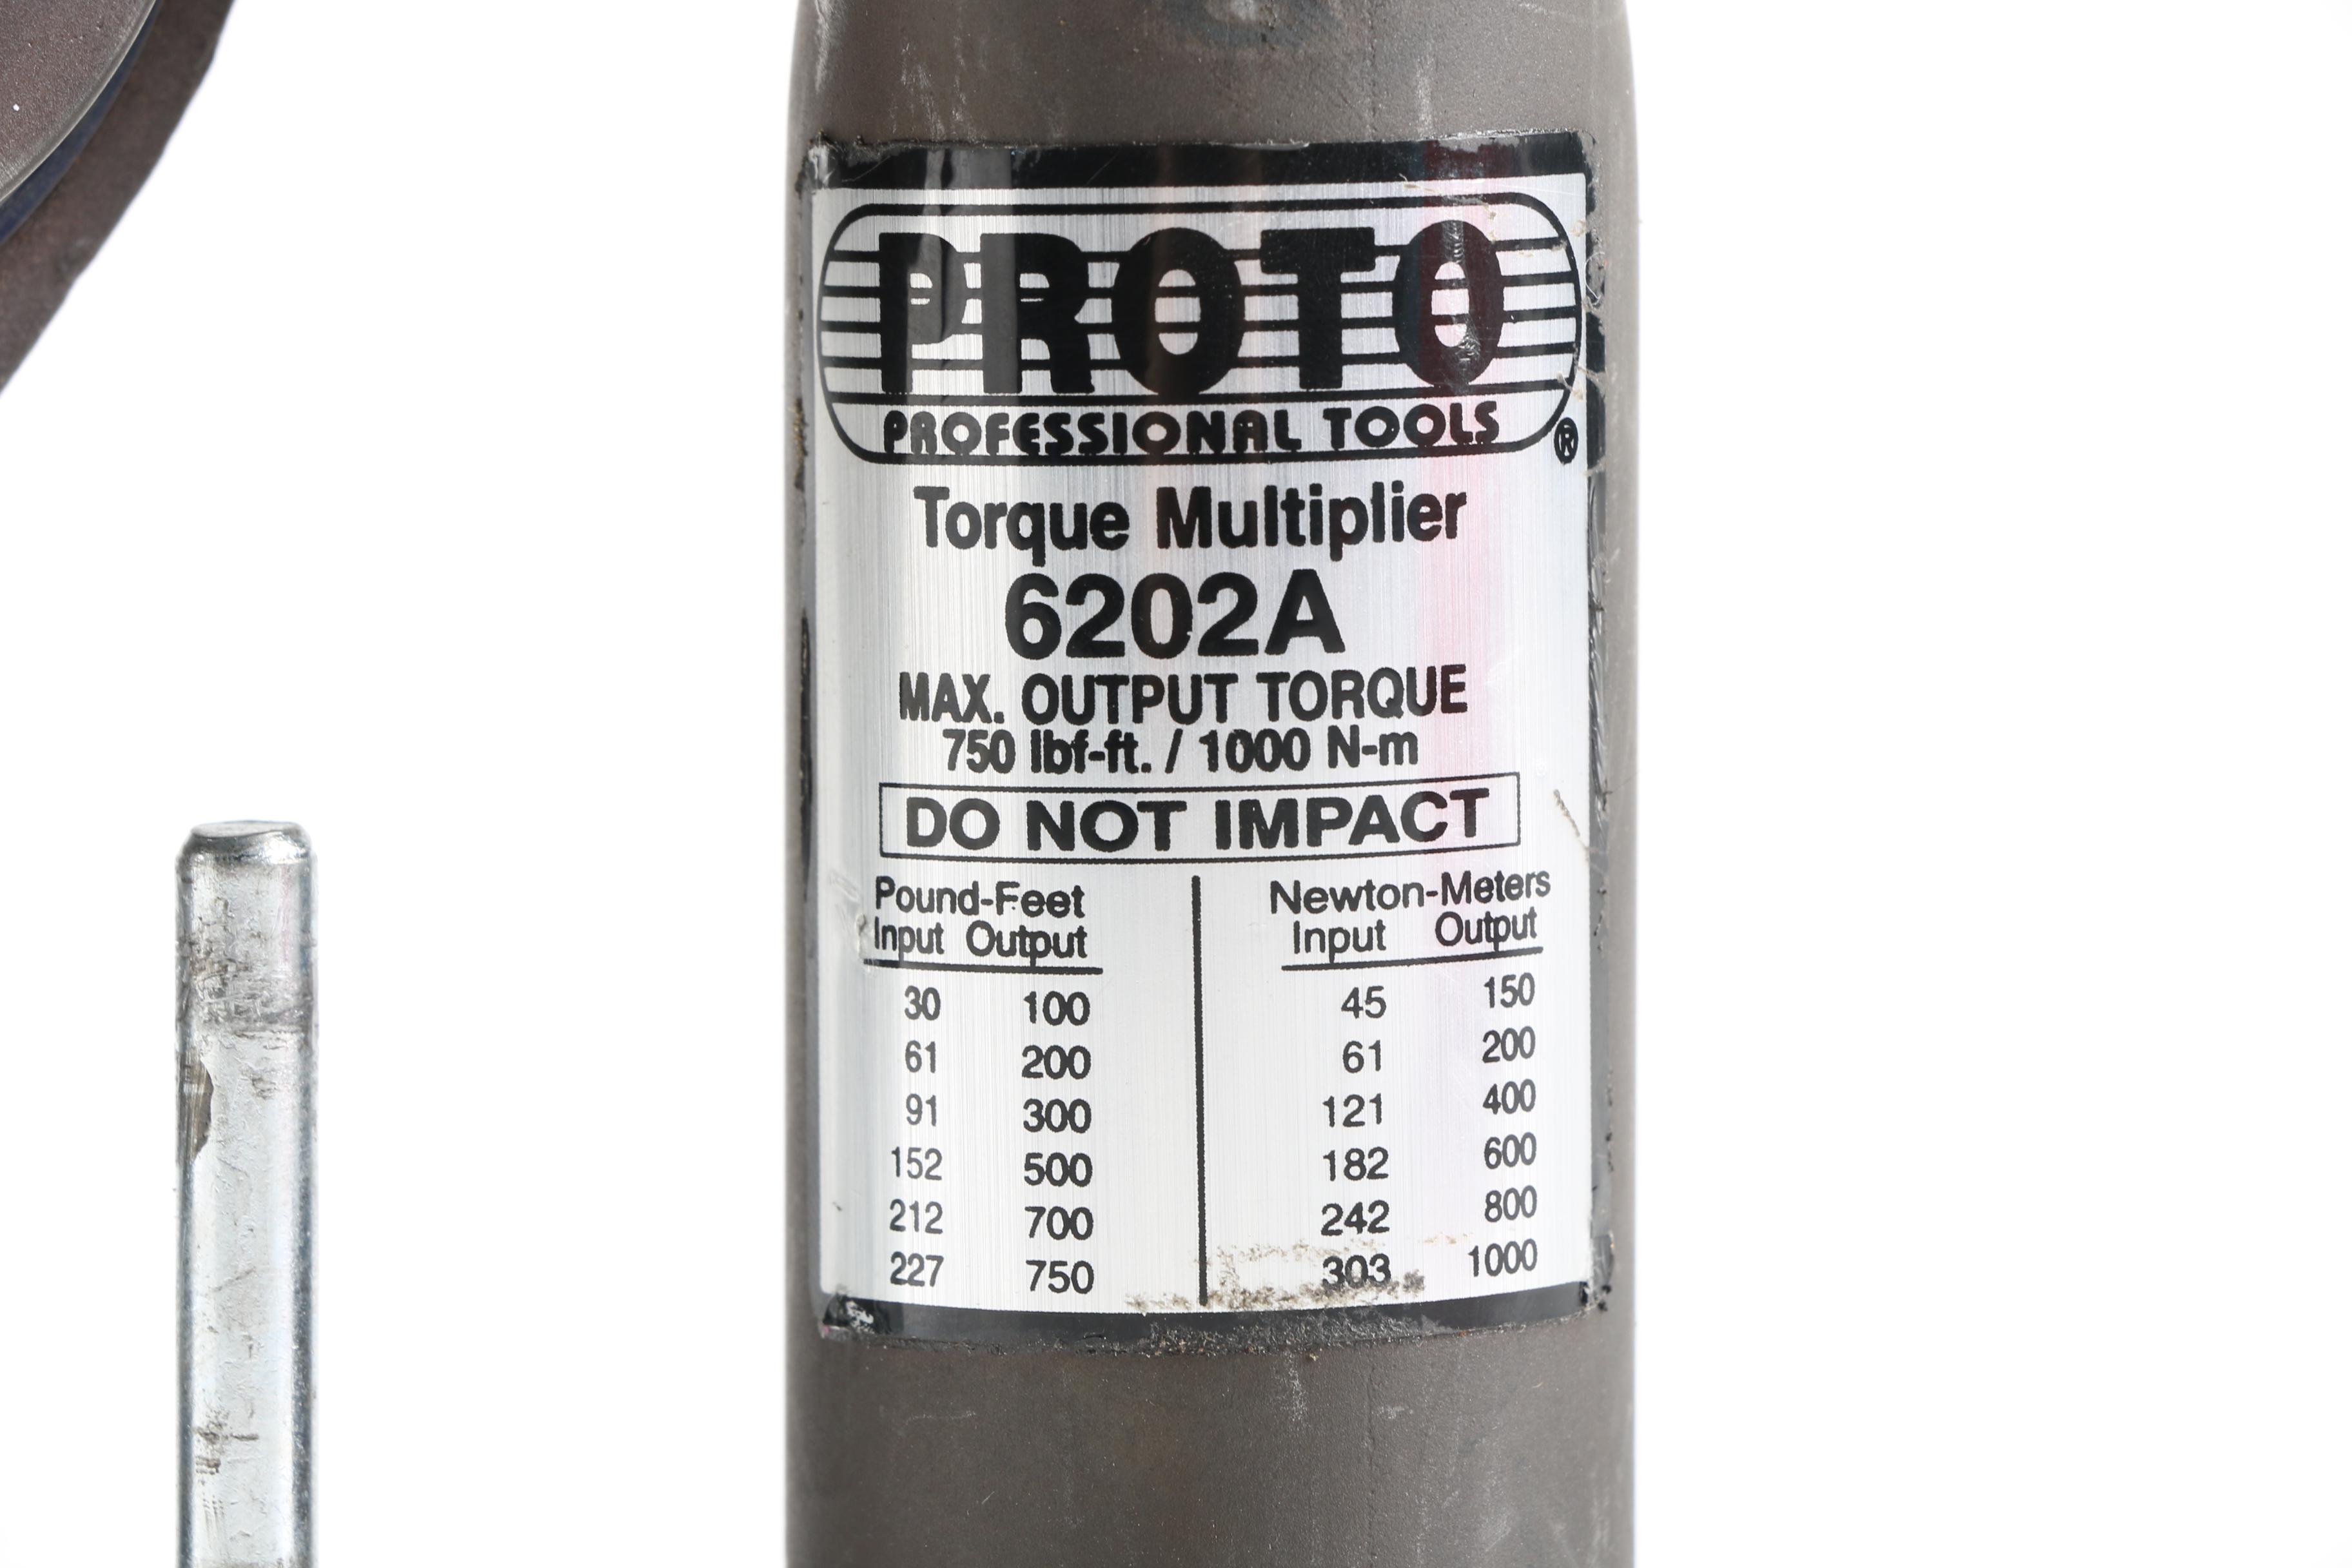 PROTO
PROFESSIONAL TOOLS ®
Torque Multiplier
6202A
MAX. OUTPUT TORQUE
750 lbf-ft. / 1000 N-m
DO NOT IMPACT
Pound-Feet Newton-Meters
Input Output Input Output
30 100 45 150
61 200 61 200
91 300 121 400
152 500 182 600
212 700 242 800
227 750 303 1000